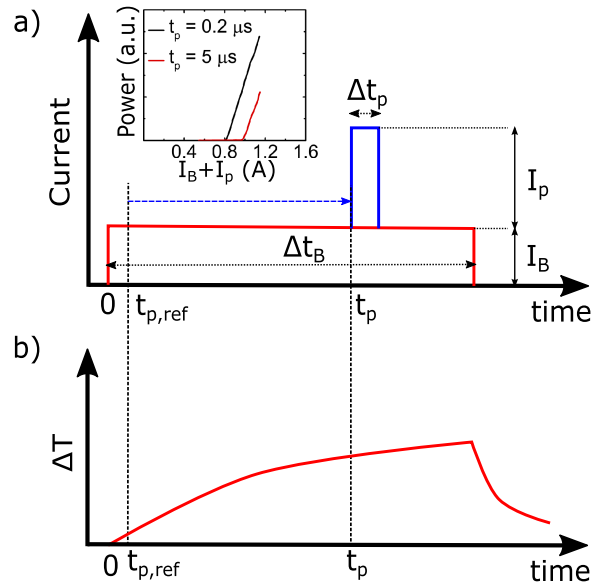 a)
t_p = 0.2 μs
t_p = 5 μs
Power (a.u.)
0.4 0.8 1.2 1.6
I_B+I_p (A)
Current
Δt_p
I_p
Δt_B
I_B
0 t_p,ref t_p time
b)
ΔT
0 t_p,ref t_p time